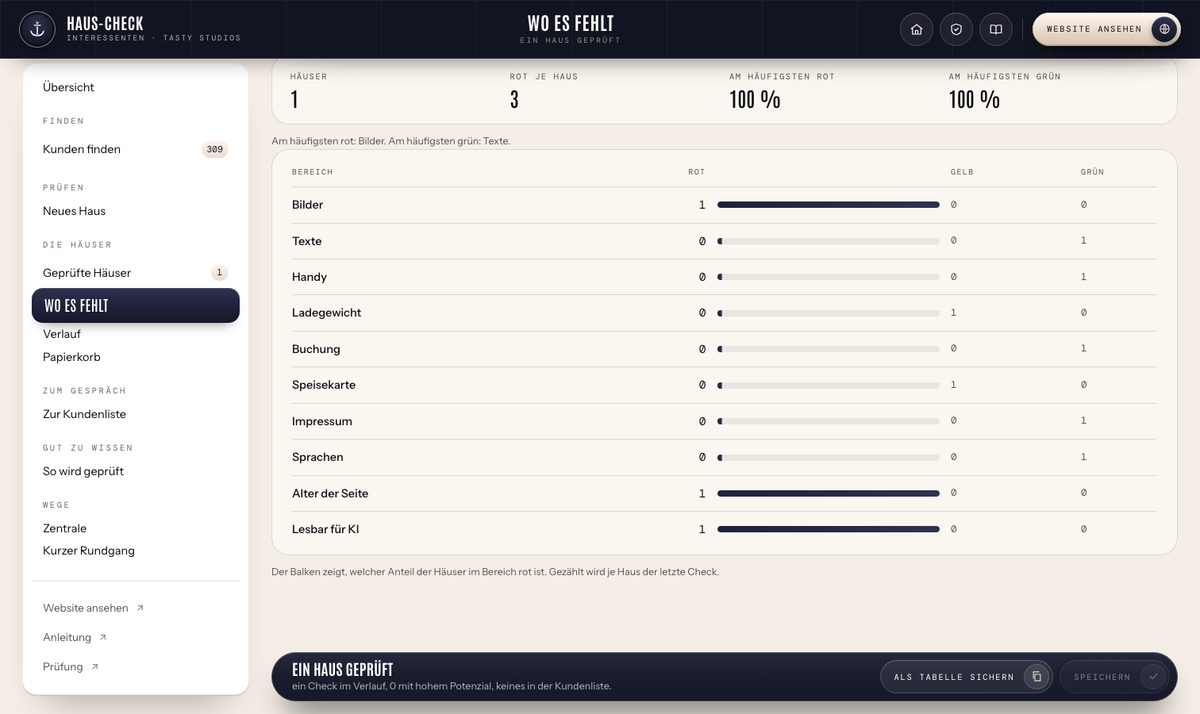 HAUS-CHECK
INTERESSENTEN · TASTY STUDIOS
WO ES FEHLT
EIN HAUS GEPRÜFT
WEBSITE ANSEHEN
Übersicht
FINDEN
Kunden finden 309
PRÜFEN
Neues Haus
DIE HÄUSER
Geprüfte Häuser 1
WO ES FEHLT
Verlauf
Papierkorb
ZUM GESPRÄCH
Zur Kundenliste
GUT ZU WISSEN
So wird geprüft
WEGE
Zentrale
Kurzer Rundgang
Website ansehen ↗
Anleitung ↗
Prüfung ↗
HÄUSER ROT JE HAUS AM HÄUFIGSTEN ROT AM HÄUFIGSTEN GRÜN
1 3 100 % 100 %
Am häufigsten rot: Bilder. Am häufigsten grün: Texte.
BEREICH ROT GELB GRÜN
Bilder 1 0 0
Texte 0 0 1
Handy 0 0 1
Ladegewicht 0 1 0
Buchung 0 0 1
Speisekarte 0 1 0
Impressum 0 0 1
Sprachen 0 0 1
Alter der Seite 1 0 0
Lesbar für KI 1 0 0
Der Balken zeigt, welcher Anteil der Häuser im Bereich rot ist. Gezählt wird je Haus der letzte Check.
EIN HAUS GEPRÜFT
ein Check im Verlauf, 0 mit hohem Potenzial, keines in der Kundenliste.
ALS TABELLE SICHERN
SPEICHERN